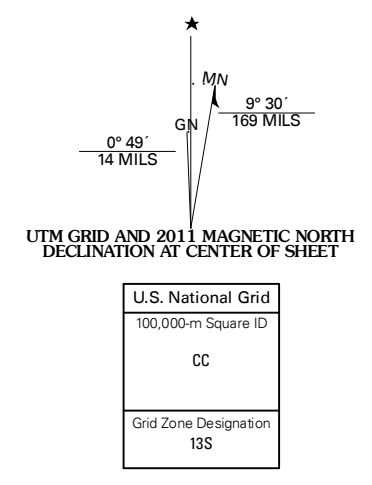 MN
GN
9° 30´
169 MILS
0° 49´
14 MILS
UTM GRID AND 2011 MAGNETIC NORTH
DECLINATION AT CENTER OF SHEET
U.S. National Grid
100,000-m Square ID
CC
Grid Zone Designation
13S